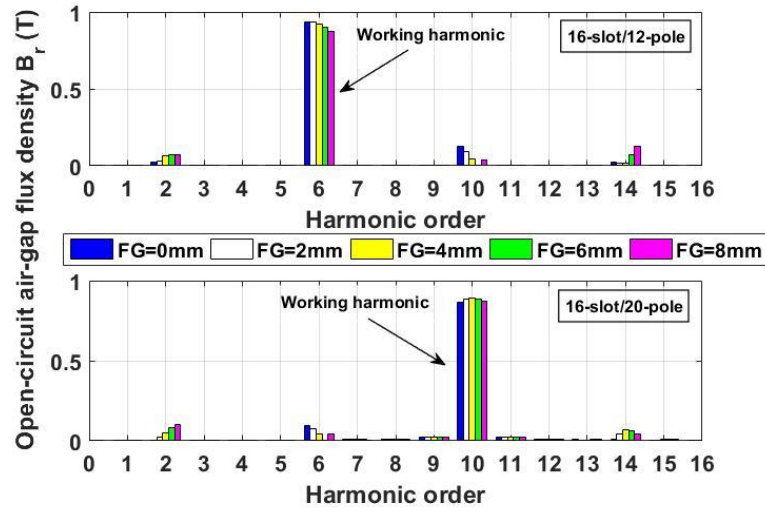 Open-circuit air-gap flux density B_r (T)
1
0.5
0
Working harmonic
16-slot/12-pole
0 1 2 3 4 5 6 7 8 9 10 11 12 13 14 15 16
Harmonic order
FG=0mm FG=2mm FG=4mm FG=6mm FG=8mm
1
0.5
0
Working harmonic
16-slot/20-pole
0 1 2 3 4 5 6 7 8 9 10 11 12 13 14 15 16
Harmonic order